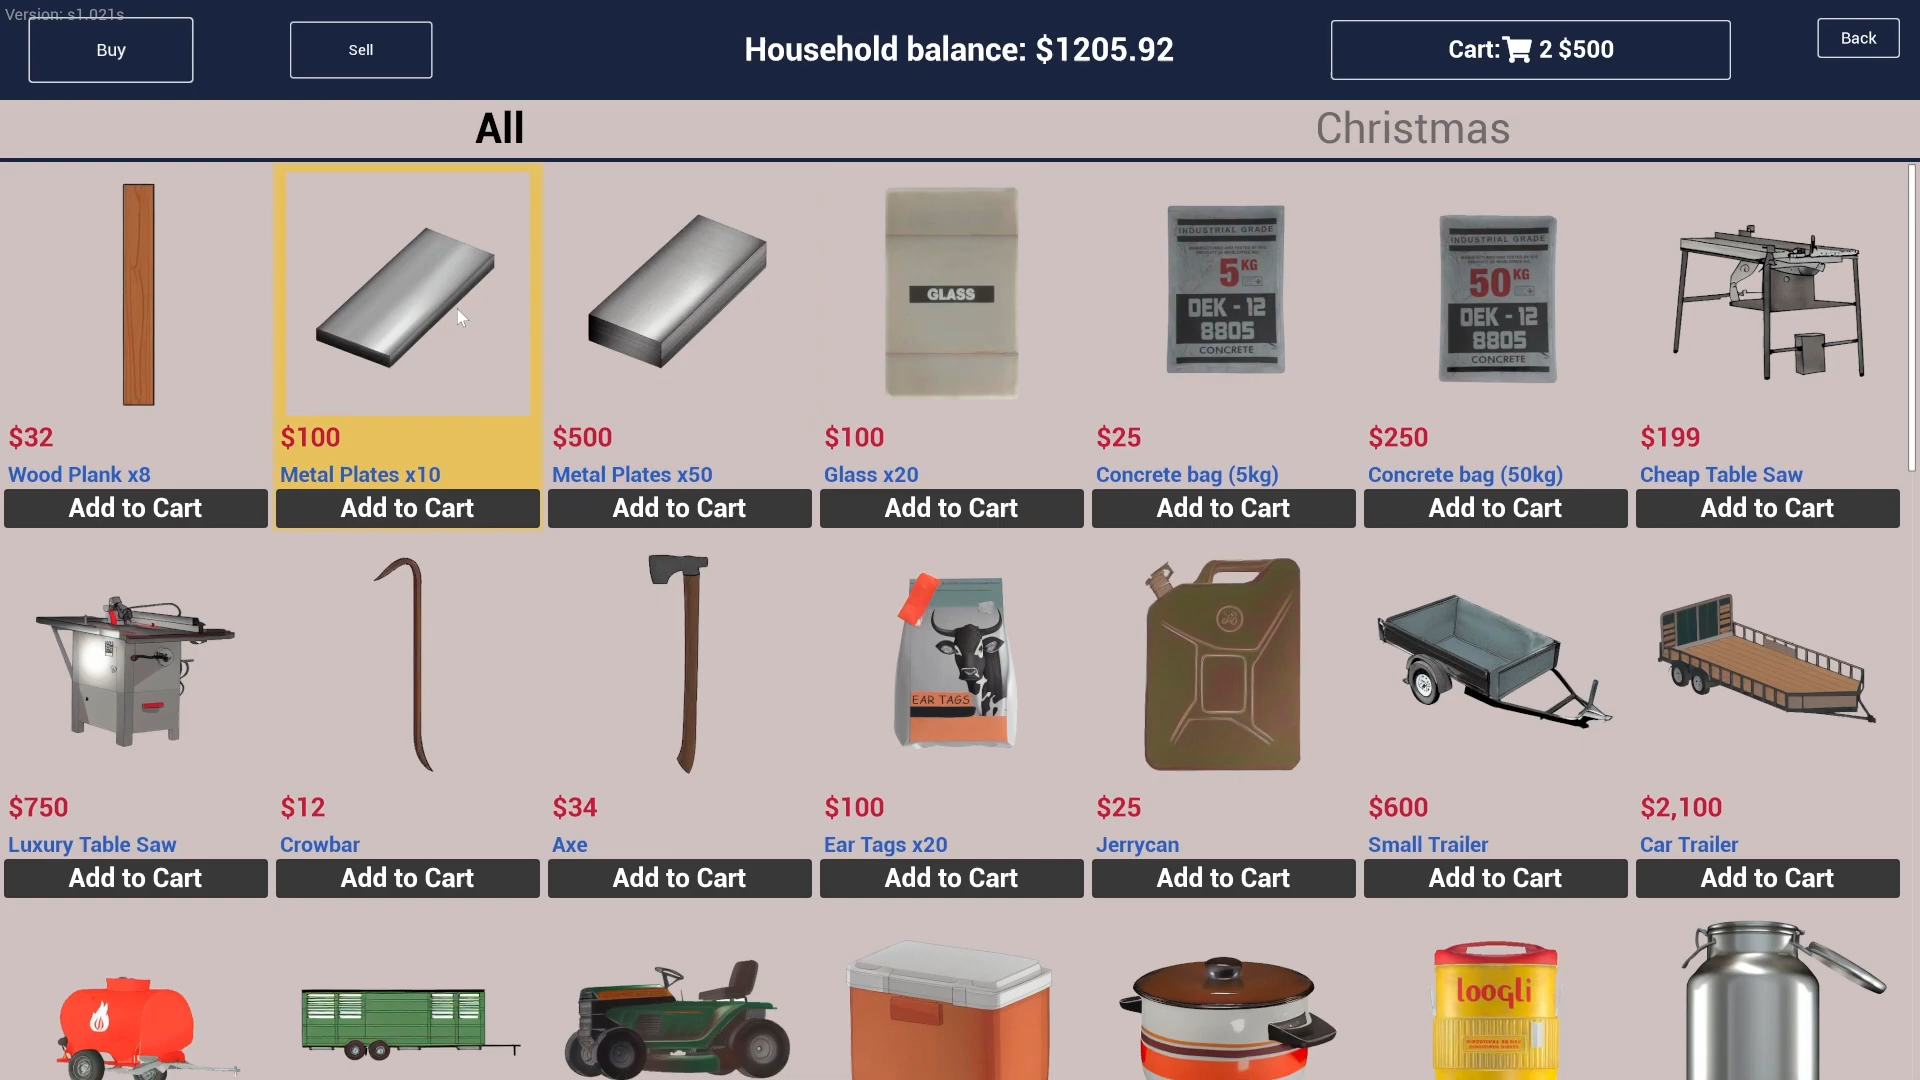 Version: s1.021s
Buy
Sell
Household balance: $1205.92
Cart: 2 $500
Back
All
Christmas
GLASS
INDUSTRIAL GRADE
5KG
DEK - 12
8805
CONCRETE
INDUSTRIAL GRADE
50KG
DEK - 12
8805
CONCRETE
$32
$100
$500
$100
$25
$250
$199
Wood Plank x8
Metal Plates x10
Metal Plates x50
Glass x20
Concrete bag (5kg)
Concrete bag (50kg)
Cheap Table Saw
Add to Cart
Add to Cart
Add to Cart
Add to Cart
Add to Cart
Add to Cart
Add to Cart
EAR TAGS
$750
$12
$34
$100
$25
$600
$2,100
Luxury Table Saw
Crowbar
Axe
Ear Tags x20
Jerrycan
Small Trailer
Car Trailer
Add to Cart
Add to Cart
Add to Cart
Add to Cart
Add to Cart
Add to Cart
Add to Cart
loogli